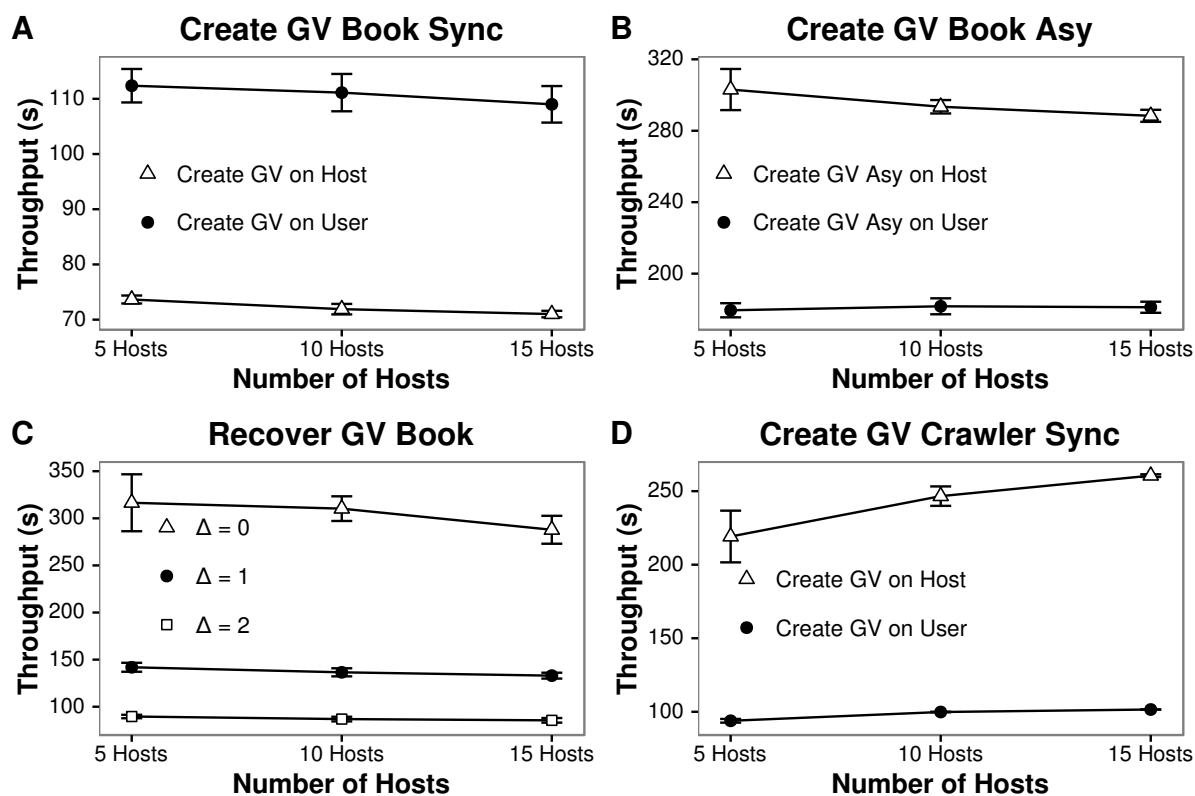 A Create GV Book Sync
Throughput (s)
110
100
90
80
70
Create GV on Host
Create GV on User
5 Hosts 10 Hosts 15 Hosts
Number of Hosts
B Create GV Book Asy
Throughput (s)
320
280
240
200
Create GV Asy on Host
Create GV Asy on User
5 Hosts 10 Hosts 15 Hosts
Number of Hosts
C Recover GV Book
Throughput (s)
350
300
250
200
150
100
Δ = 0
Δ = 1
Δ = 2
5 Hosts 10 Hosts 15 Hosts
Number of Hosts
D Create GV Crawler Sync
Throughput (s)
250
200
150
100
Create GV on Host
Create GV on User
5 Hosts 10 Hosts 15 Hosts
Number of Hosts